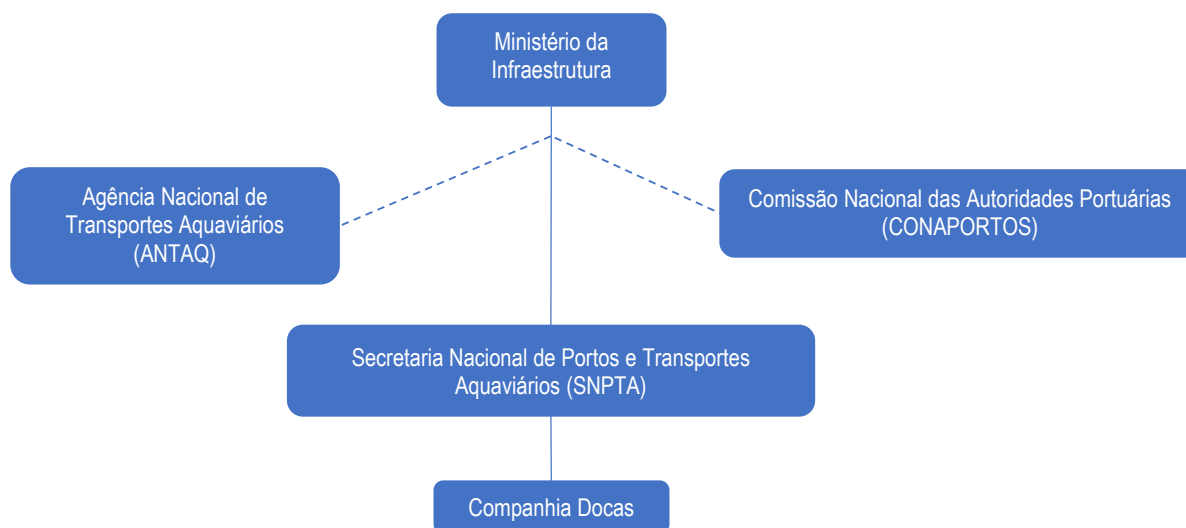 Ministério da
Infraestrutura
Agência Nacional de
Transportes Aquaviários
(ANTAQ)
Comissão Nacional das Autoridades Portuárias
(CONAPORTOS)
Secretaria Nacional de Portos e Transportes
Aquaviários (SNPTA)
Companhia Docas